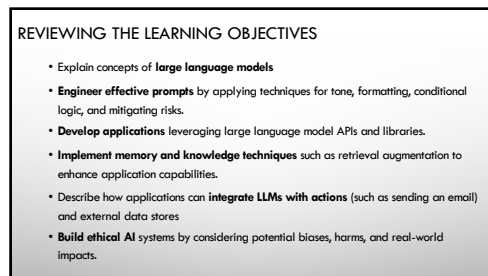 REVIEWING THE LEARNING OBJECTIVES
• Explain concepts of large language models
• Engineer effective prompts by applying techniques for tone, formatting, conditional
logic, and mitigating risks.
• Develop applications leveraging large language model APIs and libraries.
• Implement memory and knowledge techniques such as retrieval augmentation to
enhance application capabilities.
• Describe how applications can integrate LLMs with actions (such as sending an email)
and external data stores
• Build ethical AI systems by considering potential biases, harms, and real-world
impacts.